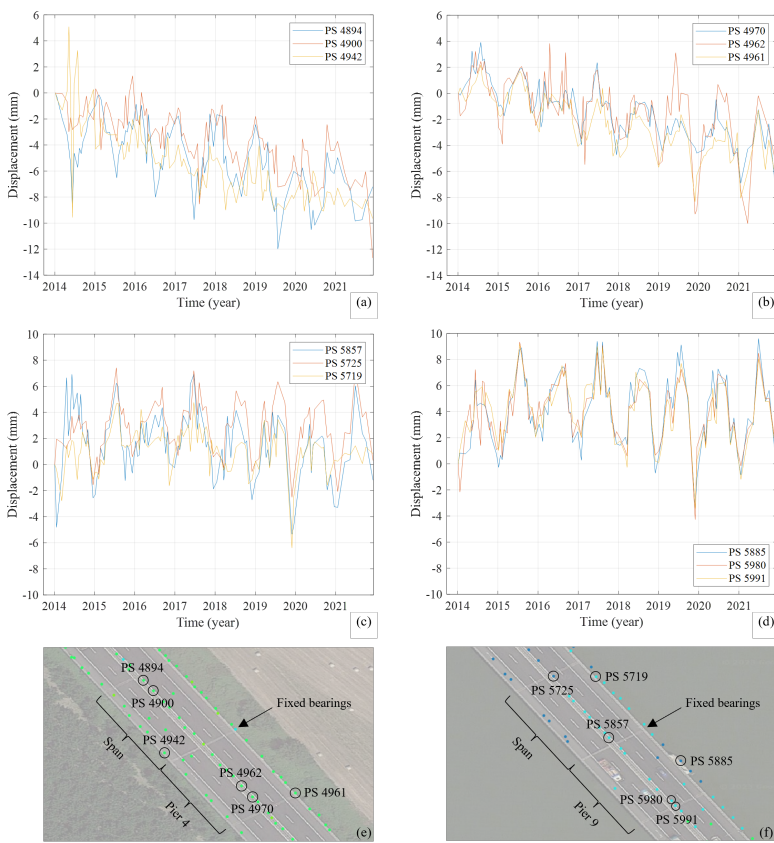 6
4
2
0
-2
-4
-6
-8
-10
-12
-14
Displacement (mm)
PS 4894
PS 4900
PS 4942
2014 2015 2016 2017 2018 2019 2020 2021
Time (year)
(a)
6
4
2
0
-2
-4
-6
-8
-10
-12
-14
Displacement (mm)
PS 4970
PS 4962
PS 4961
2014 2015 2016 2017 2018 2019 2020 2021
Time (year)
(b)
10
8
6
4
2
0
-2
-4
-6
-8
-10
Displacement (mm)
PS 5857
PS 5725
PS 5719
2014 2015 2016 2017 2018 2019 2020 2021
Time (year)
(c)
10
8
6
4
2
0
-2
-4
-6
-8
-10
Displacement (mm)
PS 5885
PS 5980
PS 5991
2014 2015 2016 2017 2018 2019 2020 2021
Time (year)
(d)
PS 4894
PS 4900
Fixed bearings
PS 4942
Span
PS 4962
PS 4961
PS 4970
Pier 4
(e)
PS 5719
PS 5725
Fixed bearings
PS 5857
Span
PS 5885
PS 5980
PS 5991
Pier 9
(f)